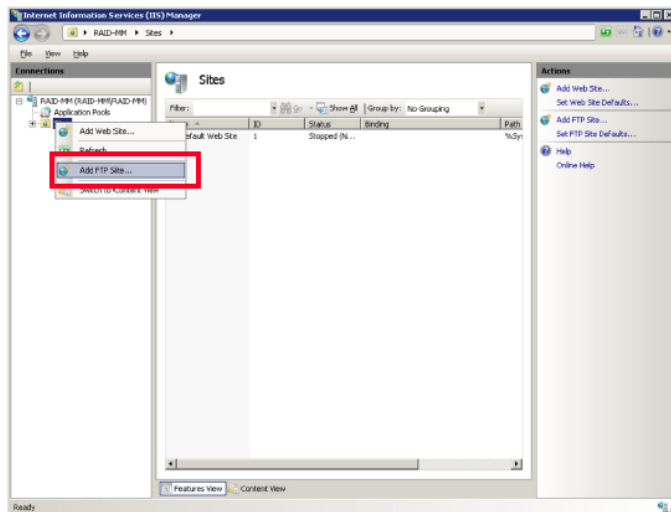 Internet Information Services (IIS) Manager
RAID-MM Sites
File View Help
Connections
RAID-MM (RAID-MM\RAID-MM)
Application Pools
Add Web Site...
Refresh
Add FTP Site...
Switch to Content View
Sites
Filter: Go Show All Group by: No Grouping
ID Status Binding Path
efault Web Site 1 Stopped (N... %Sy
Features View Content View
Actions
Add Web Site...
Set Web Site Defaults...
Add FTP Site...
Set FTP Site Defaults...
Help
Online Help
Ready